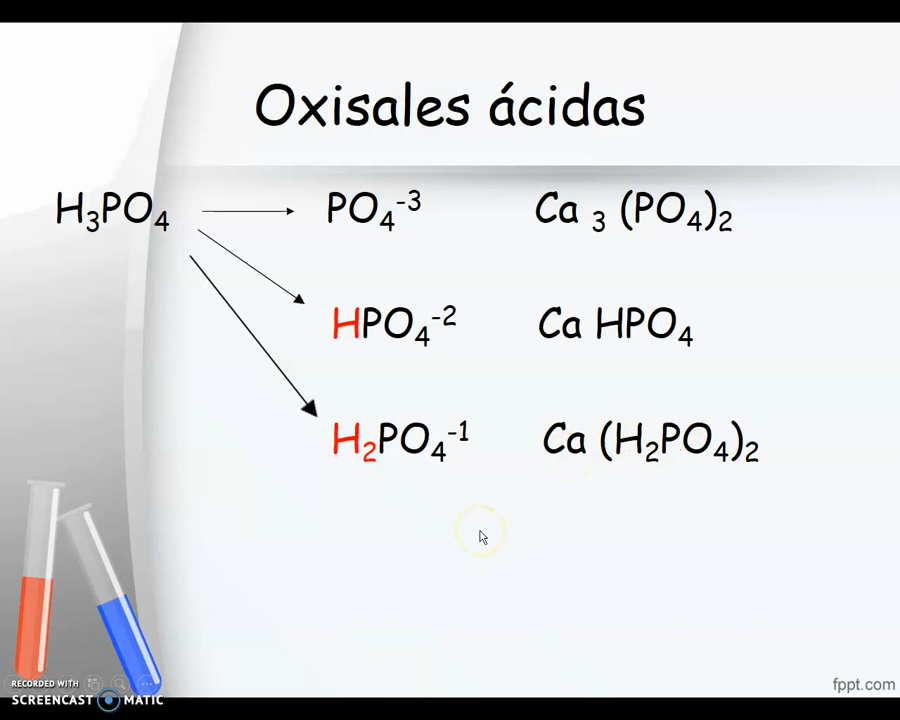 Oxisales ácidas
H₃PO₄ PO₄⁻³ Ca ₃ (PO₄)₂
HPO₄⁻² Ca HPO₄
H₂PO₄⁻¹ Ca (H₂PO₄)₂
RECORDED WITH
SCREENCAST MATIC
fppt.com